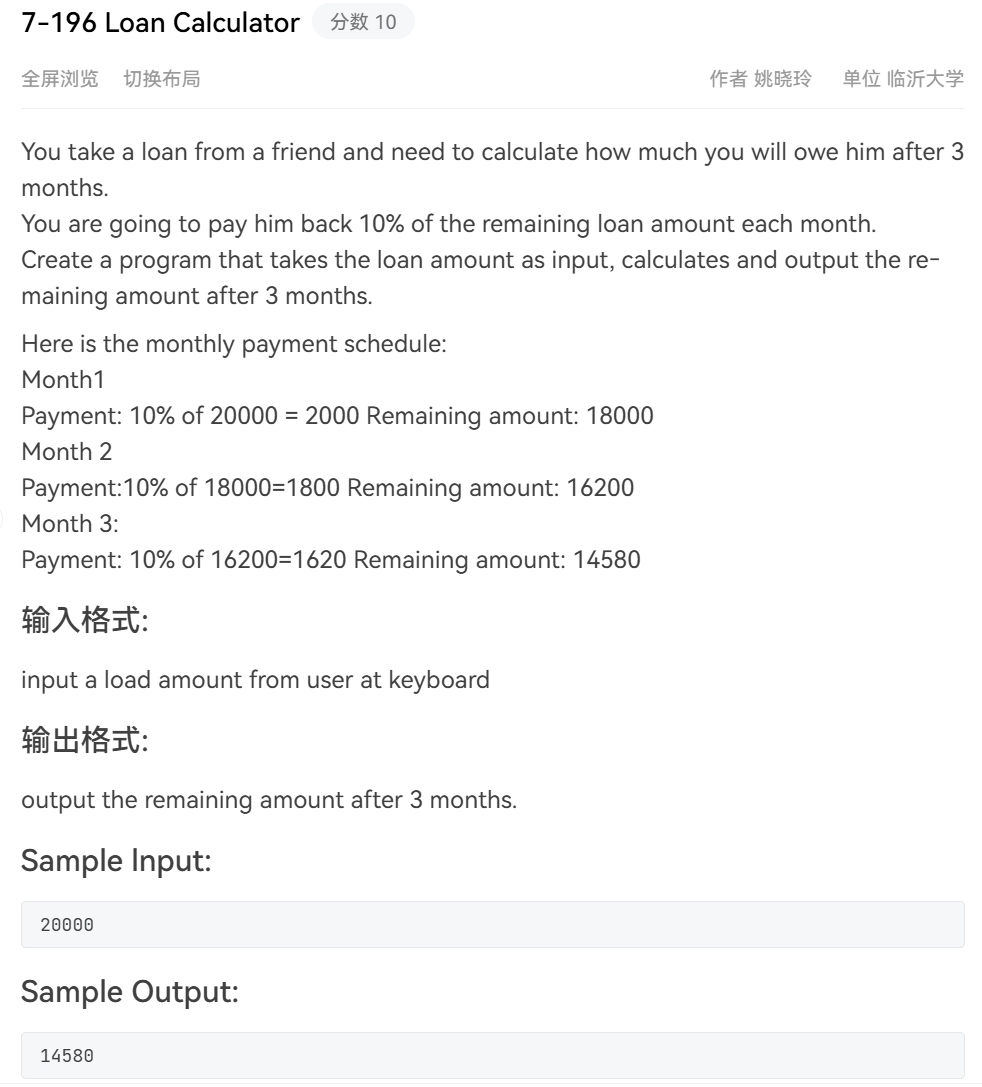 7-196 Loan Calculator 分数 10
全屏浏览 切换布局 作者 姚晓玲 单位 临沂大学
You take a loan from a friend and need to calculate how much you will owe him after 3
months.
You are going to pay him back 10% of the remaining loan amount each month.
Create a program that takes the loan amount as input, calculates and output the re-
maining amount after 3 months.
Here is the monthly payment schedule:
Month1
Payment: 10% of 20000 = 2000 Remaining amount: 18000
Month 2
Payment:10% of 18000=1800 Remaining amount: 16200
Month 3:
Payment: 10% of 16200=1620 Remaining amount: 14580
输入格式:
input a load amount from user at keyboard
输出格式:
output the remaining amount after 3 months.
Sample Input:
20000
Sample Output:
14580